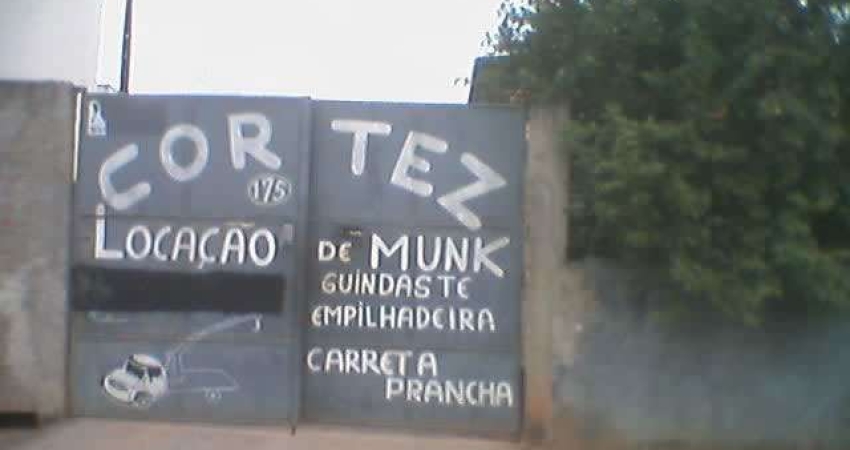 CORTEZ
175
LOCAÇÃO DE MUNK
GUINDASTE
EMPILHADEIRA
CARRETA
PRANCHA